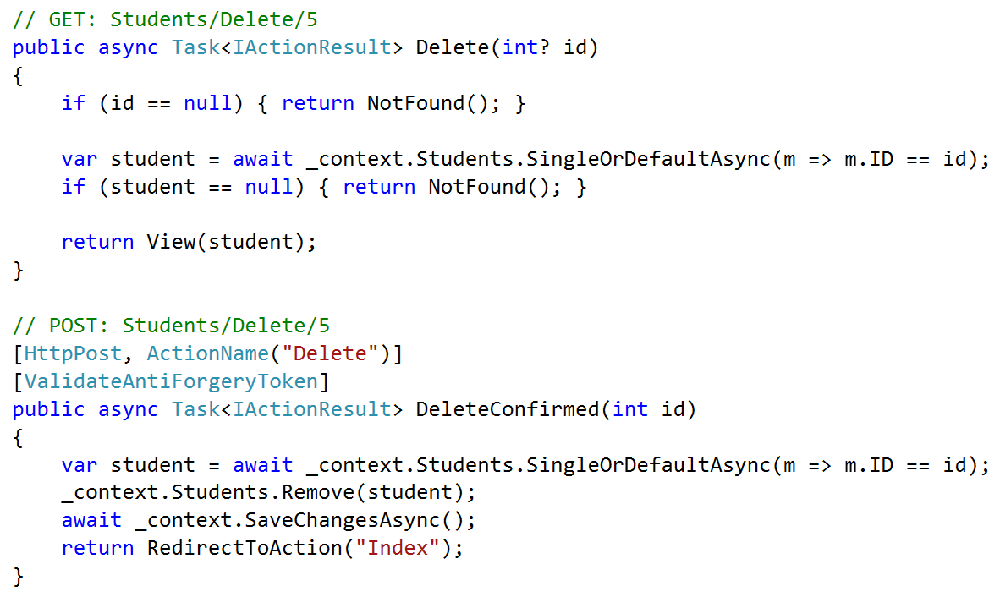 // GET: Students/Delete/5
public async Task<IActionResult> Delete(int? id)
{
    if (id == null) { return NotFound(); }

    var student = await _context.Students.SingleOrDefaultAsync(m => m.ID == id);
    if (student == null) { return NotFound(); }

    return View(student);
}

// POST: Students/Delete/5
[HttpPost, ActionName("Delete")]
[ValidateAntiForgeryToken]
public async Task<IActionResult> DeleteConfirmed(int id)
{
    var student = await _context.Students.SingleOrDefaultAsync(m => m.ID == id);
    _context.Students.Remove(student);
    await _context.SaveChangesAsync();
    return RedirectToAction("Index");
}